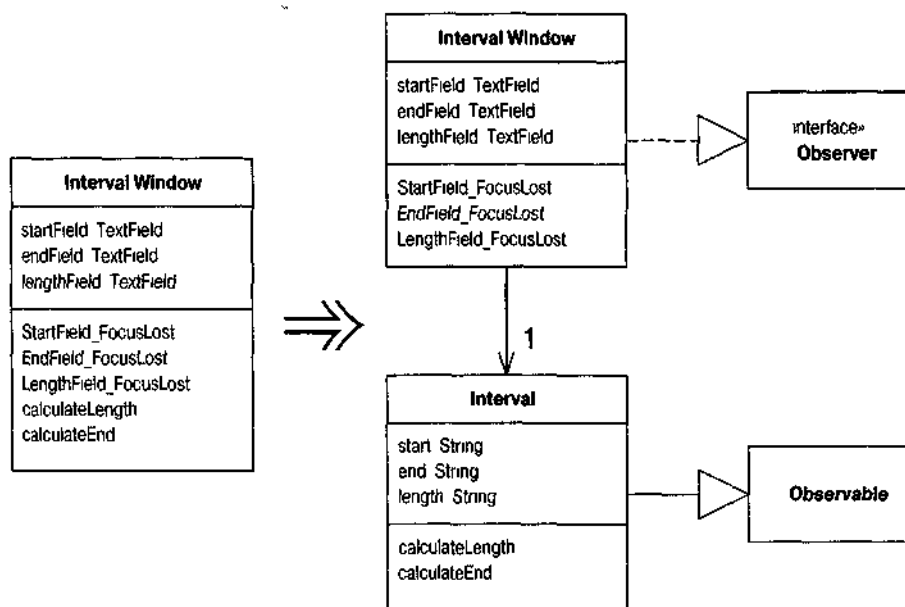 Interval Window
startField TextField
endField TextField
lengthField TextField
StartField_FocusLost
EndField_FocusLost
LengthField_FocusLost
calculateLength
calculateEnd
Interval Window
startField TextField
endField TextField
lengthField TextField
StartField_FocusLost
EndField_FocusLost
LengthField_FocusLost
interface»
Observer
1
Interval
start String
end String
length String
calculateLength
calculateEnd
Observable